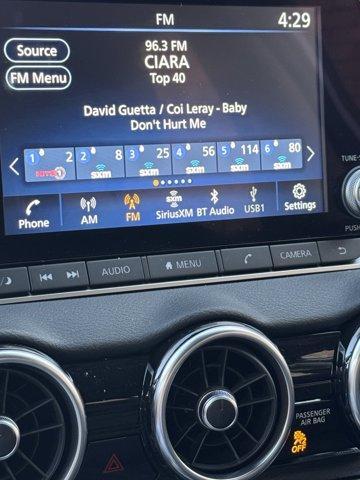 FM 4:29
Source
96.3 FM
CIARA
FM Menu
Top 40
David Guetta / Coi Leray - Baby
Don't Hurt Me
1 2 2 8 3 25 4 56 5 114 6 80
HITS1 sxm sxm sxm sxm sxm
Phone AM FM SiriusXM BT Audio USB1 Settings
AUDIO MENU CAMERA
PASSENGER
AIR BAG
OFF